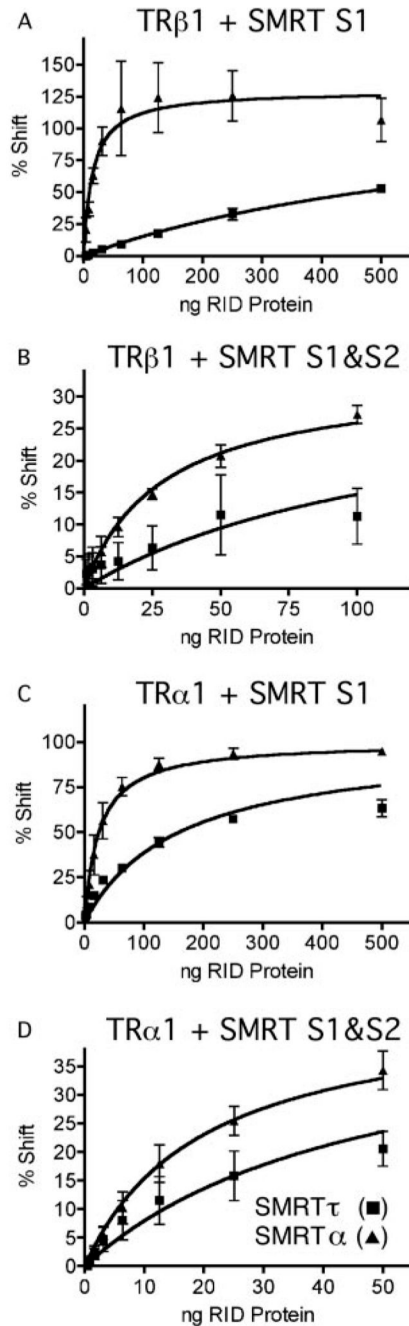 A
TRβ1 + SMRT S1
% Shift
150
125
100
75
50
25
0
0 100 200 300 400 500
ng RID Protein
B
TRβ1 + SMRT S1&S2
% Shift
30
25
20
15
10
5
0
0 25 50 75 100
ng RID Protein
C
TRα1 + SMRT S1
% Shift
100
75
50
25
0
0 100 200 300 400 500
ng RID Protein
D
TRα1 + SMRT S1&S2
% Shift
35
30
25
20
15
10
5
0
SMRTτ (■)
SMRTα (▲)
0 10 20 30 40 50
ng RID Protein